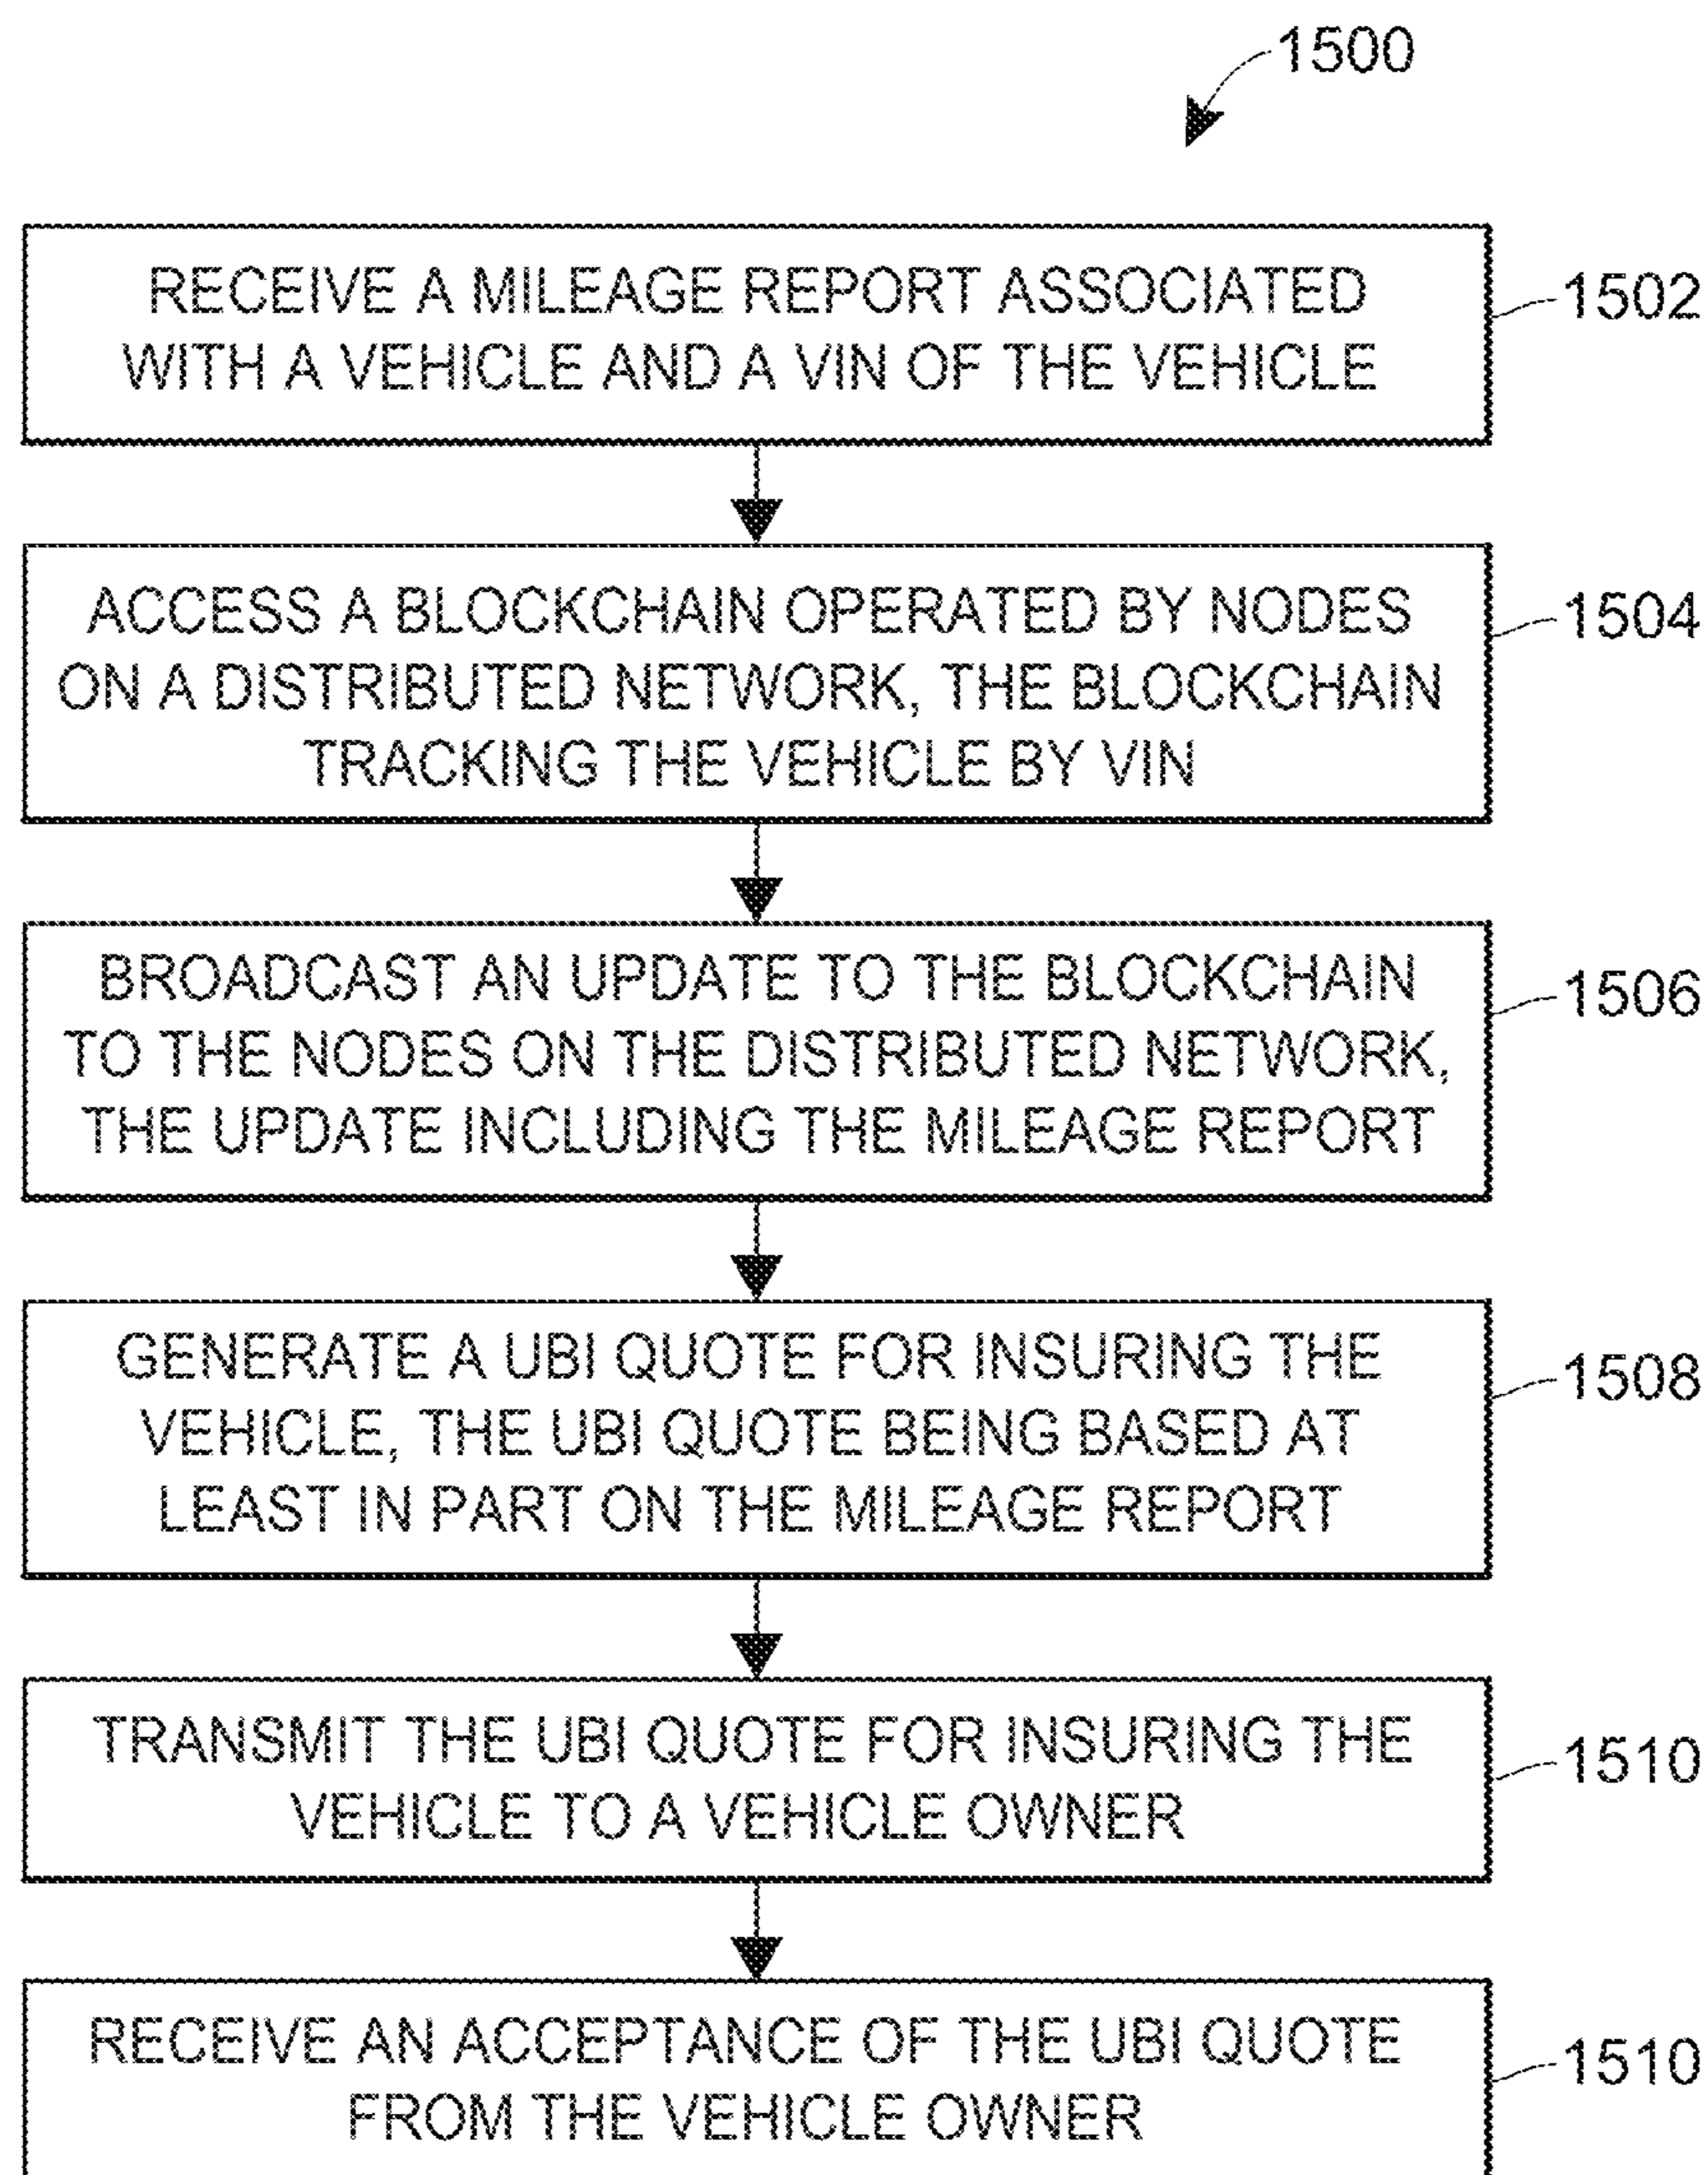 1500
RECEIVE A MILEAGE REPORT ASSOCIATED
WITH A VEHICLE AND A VIN OF THE VEHICLE
1502
ACCESS A BLOCKCHAIN OPERATED BY NODES
ON A DISTRIBUTED NETWORK, THE BLOCKCHAIN
TRACKING THE VEHICLE BY VIN
1504
BROADCAST AN UPDATE TO THE BLOCKCHAIN
TO THE NODES ON THE DISTRIBUTED NETWORK,
THE UPDATE INCLUDING THE MILEAGE REPORT
1506
GENERATE A UBI QUOTE FOR INSURING THE
VEHICLE, THE UBI QUOTE BEING BASED AT
LEAST IN PART ON THE MILEAGE REPORT
1508
TRANSMIT THE UBI QUOTE FOR INSURING THE
VEHICLE TO A VEHICLE OWNER
1510
RECEIVE AN ACCEPTANCE OF THE UBI QUOTE
FROM THE VEHICLE OWNER
1510